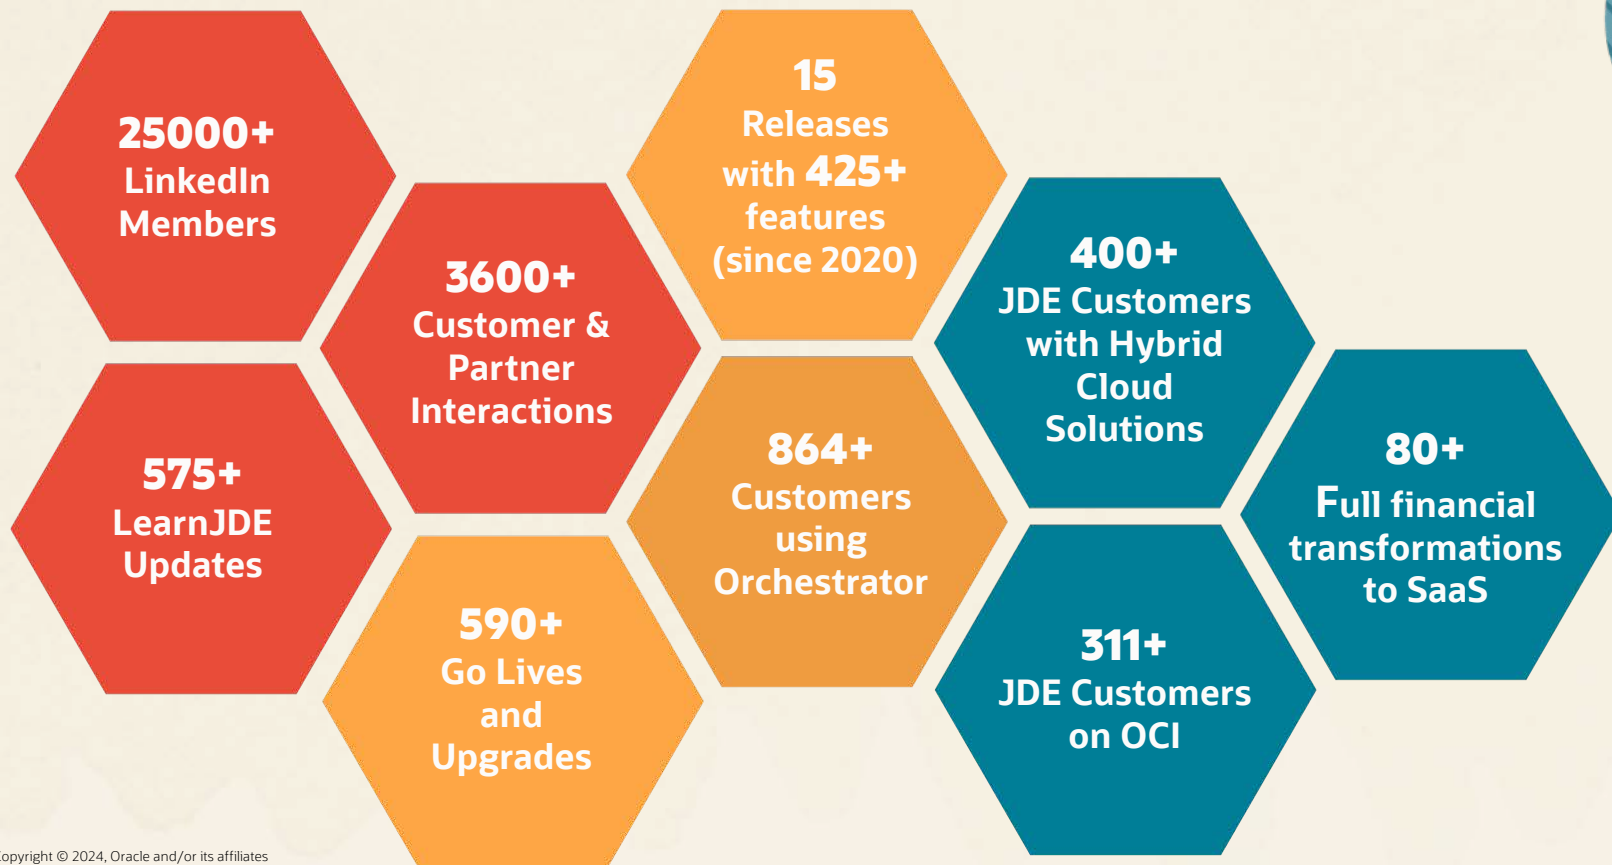 25000+
LinkedIn
Members
3600+
Customer &
Partner
Interactions
575+
LearnJDE
Updates
15
Releases
with 425+
features
(since 2020)
864+
Customers
using
Orchestrator
590+
Go Lives
and
Upgrades
400+
JDE Customers
with Hybrid
Cloud
Solutions
80+
Full financial
transformations
to SaaS
311+
JDE Customers
on OCI
Copyright © 2024, Oracle and/or its affiliates